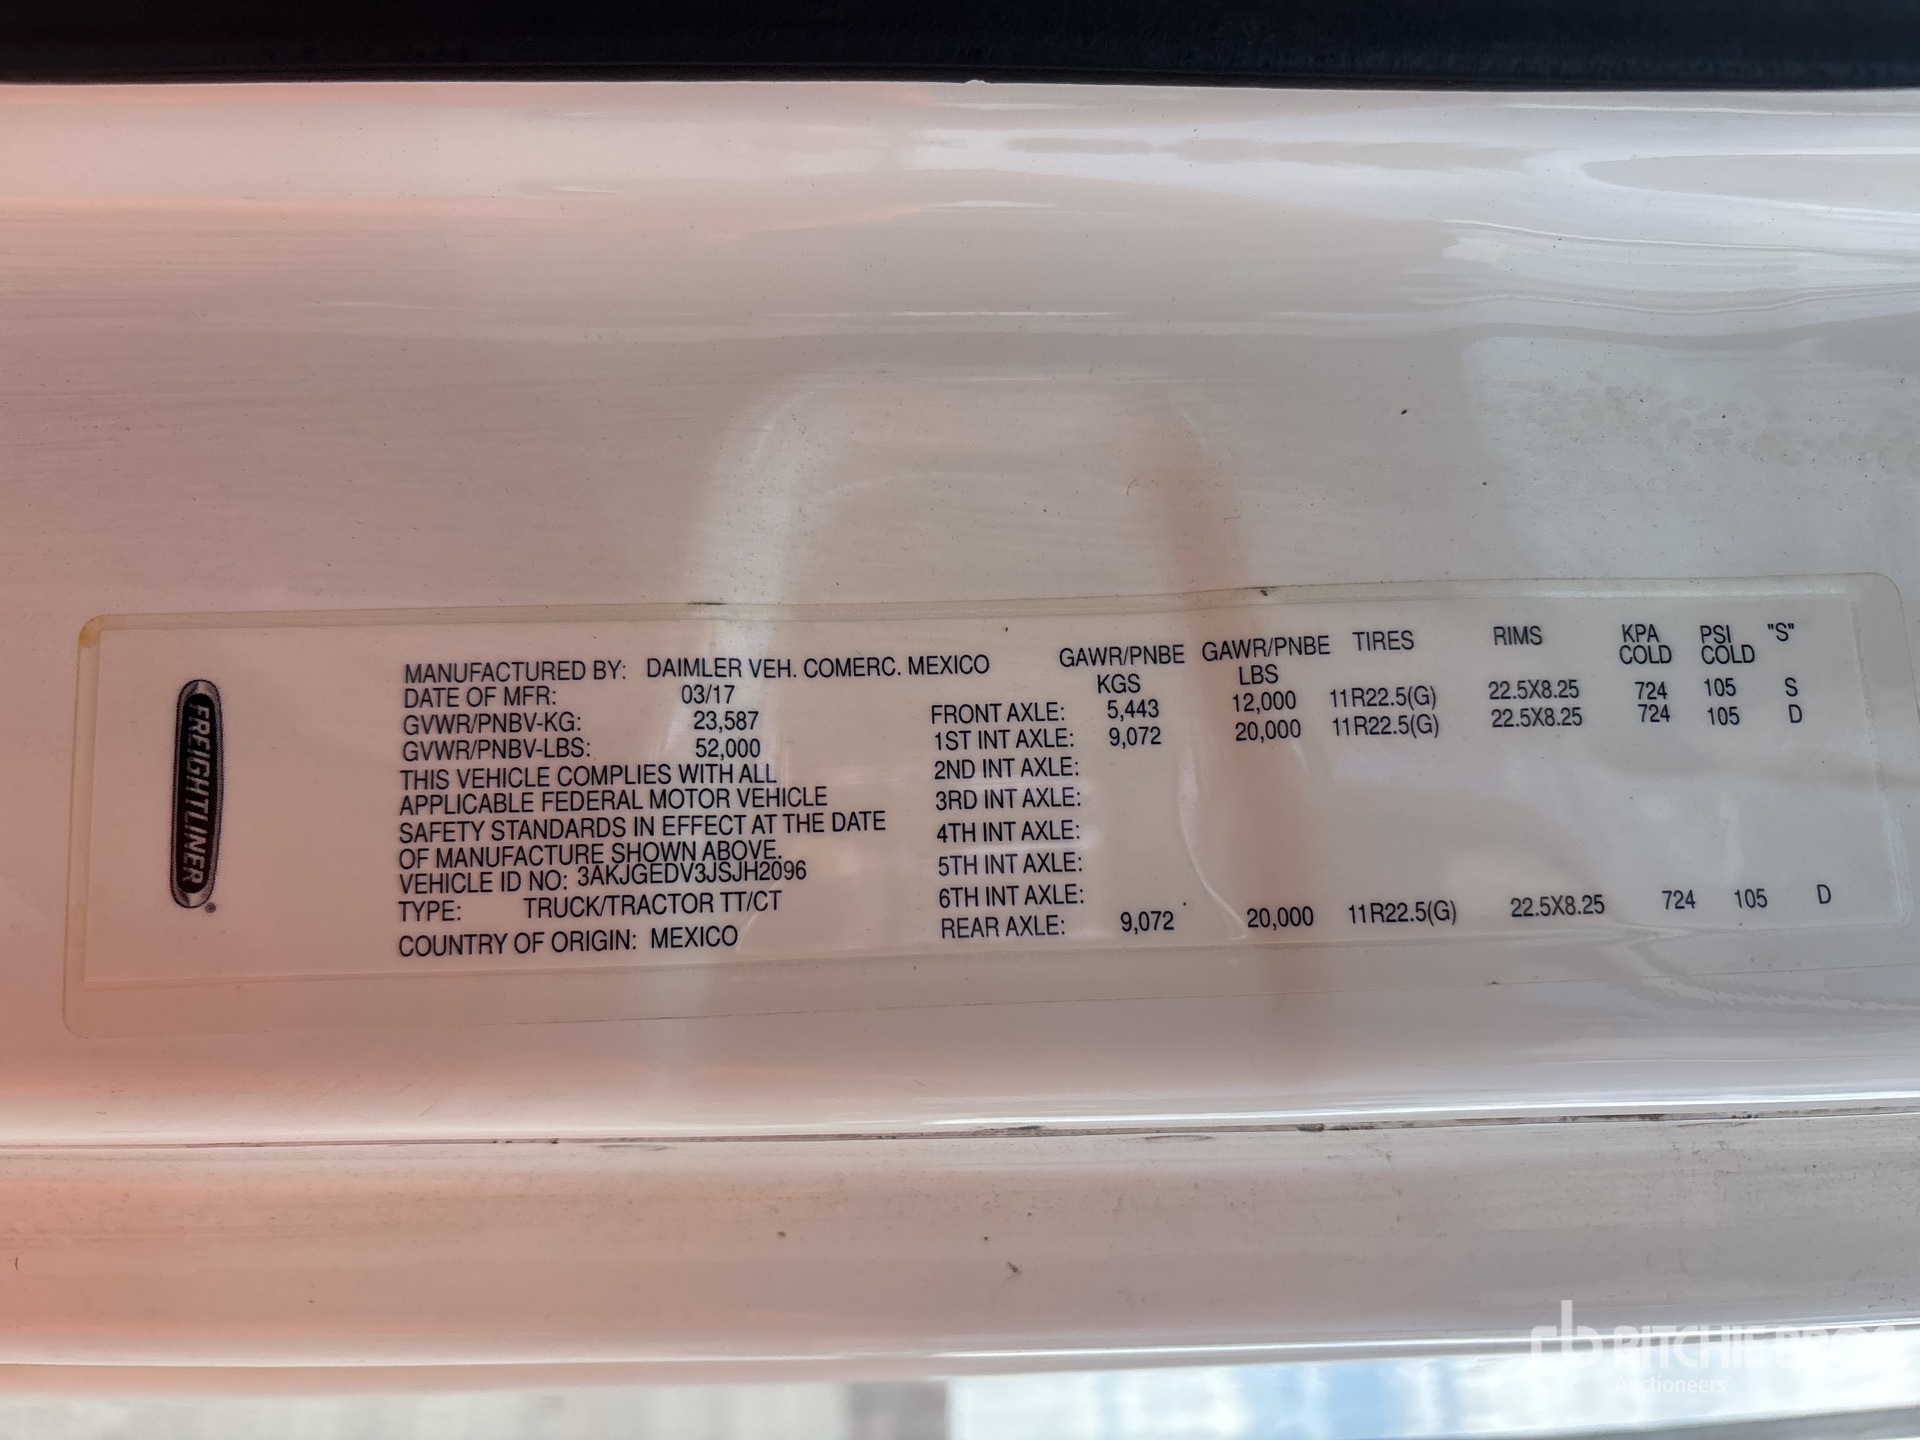 FREIGHTLINER
MANUFACTURED BY: DAIMLER VEH. COMERC. MEXICO
DATE OF MFR: 03/17
GVWR/PNBV-KG: 23,587
GVWR/PNBV-LBS: 52,000
THIS VEHICLE COMPLIES WITH ALL
APPLICABLE FEDERAL MOTOR VEHICLE
SAFETY STANDARDS IN EFFECT AT THE DATE
OF MANUFACTURE SHOWN ABOVE.
VEHICLE ID NO: 3AKJGEDV3JSJH2096
TYPE: TRUCK/TRACTOR TT/CT
COUNTRY OF ORIGIN: MEXICO
GAWR/PNBE KGS GAWR/PNBE LBS TIRES RIMS KPA COLD PSI COLD "S"
FRONT AXLE: 5,443 12,000 11R22.5(G) 22.5X8.25 724 105 S
1ST INT AXLE: 9,072 20,000 11R22.5(G) 22.5X8.25 724 105 D
2ND INT AXLE:
3RD INT AXLE:
4TH INT AXLE:
5TH INT AXLE:
6TH INT AXLE:
REAR AXLE: 9,072 20,000 11R22.5(G) 22.5X8.25 724 105 D
rb RITCHIE BROS
Auctioneers